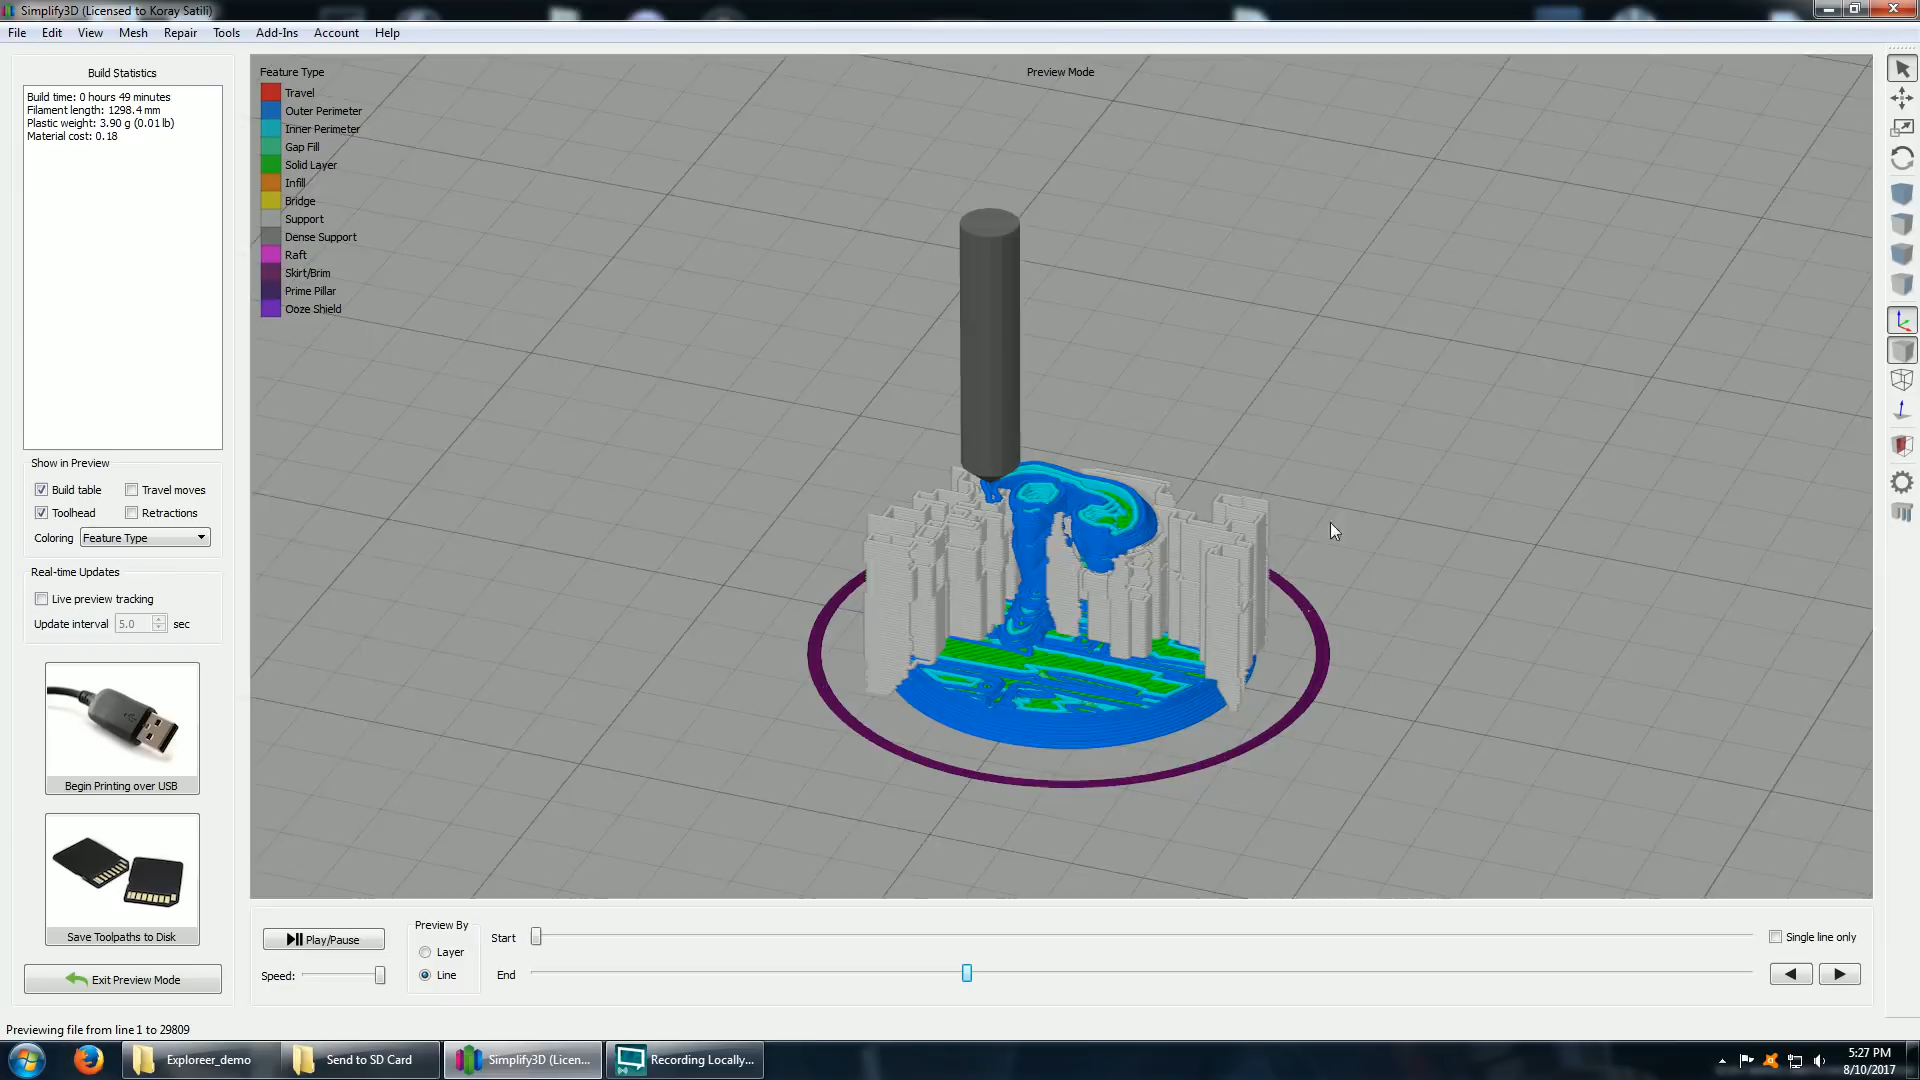 Simplify3D (Licensed to Koray Satili)
File Edit View Mesh Repair Tools Add-Ins Account Help
Build Statistics
Build time: 0 hours 49 minutes
Filament length: 1298.4 mm
Plastic weight: 3.90 g (0.01 lb)
Material cost: 0.18
Show in Preview
Build table Travel moves
Toolhead Retractions
Coloring Feature Type
Real-time Updates
Live preview tracking
Update interval 5.0 sec
Begin Printing over USB
Save Toolpaths to Disk
Exit Preview Mode
Feature Type
Travel
Outer Perimeter
Inner Perimeter
Gap Fill
Solid Layer
Infill
Bridge
Support
Dense Support
Raft
Skirt/Brim
Prime Pillar
Ooze Shield
Preview Mode
Play/Pause
Speed:
Preview By
Layer
Line
Start
End
Single line only
Previewing file from line 1 to 29809
Exploreer_demo
Send to SD Card
Simplify3D (Licen...
Recording Locally...
5:27 PM
8/10/2017